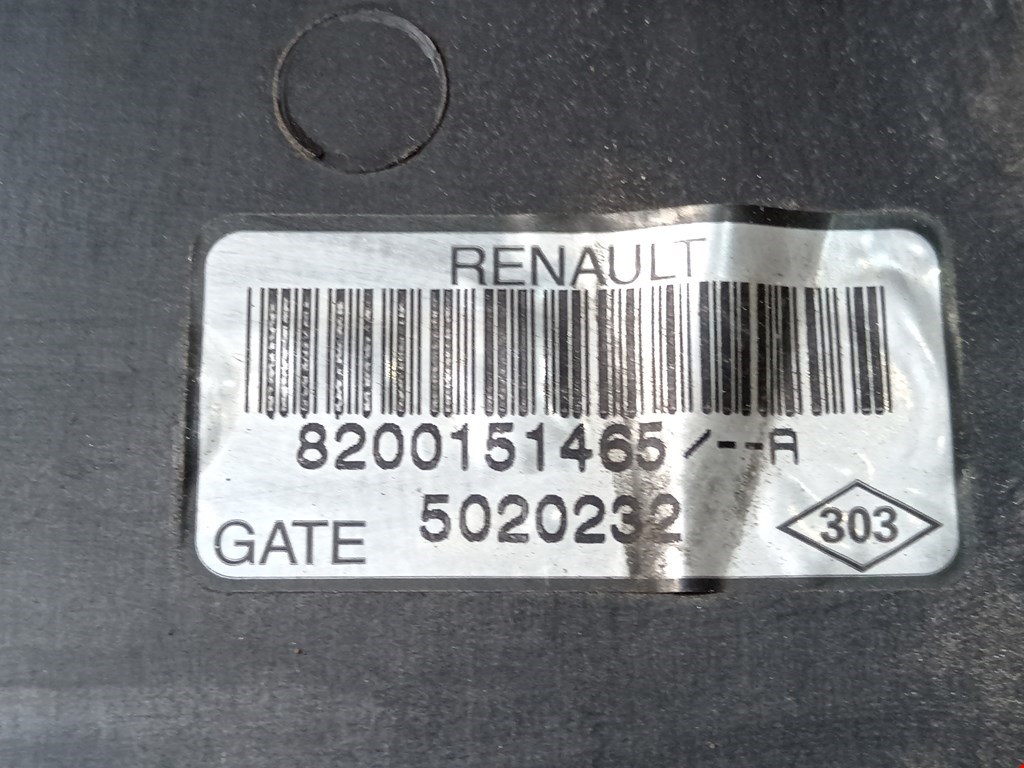 RENAULT
8200151465/--A
5020232
GATE
303